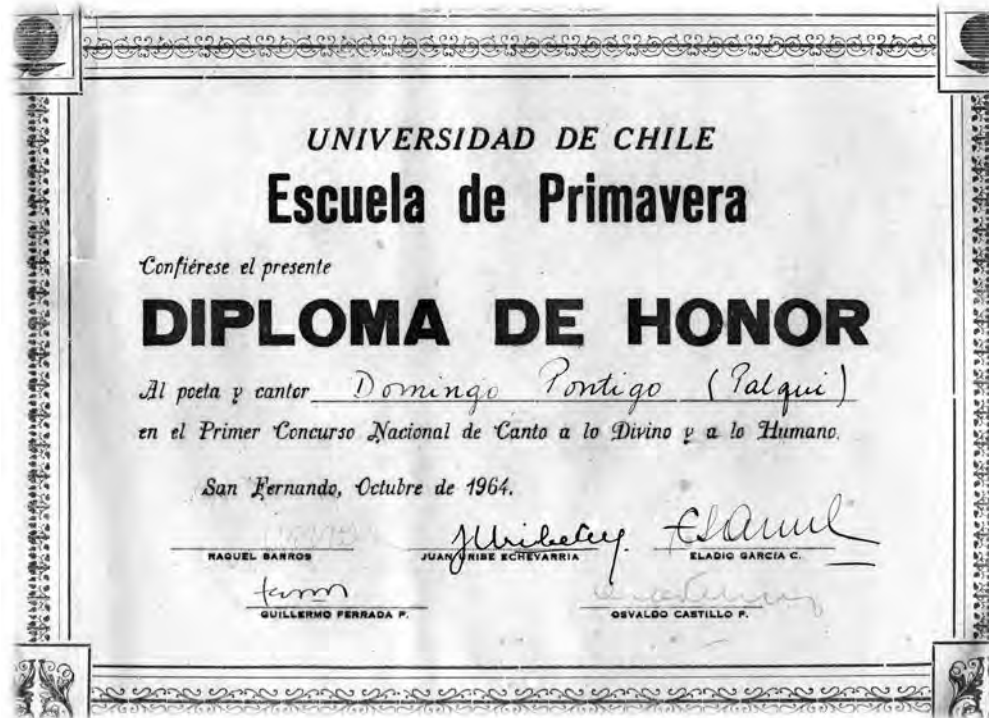 UNIVERSIDAD DE CHILE
Escuela de Primavera
Confiérese el presente
DIPLOMA DE HONOR
Al poeta y cantor Domingo Pontigo (Palqui)
en el Primer Concurso Nacional de Canto a lo Divino y a lo Humano.
San Fernando, Octubre de 1964.
RAQUEL BARROS JUAN URIBE ECHEVARRIA ELADIO GARCIA C.
GUILLERMO FERRADA P. OSVALDO CASTILLO P.